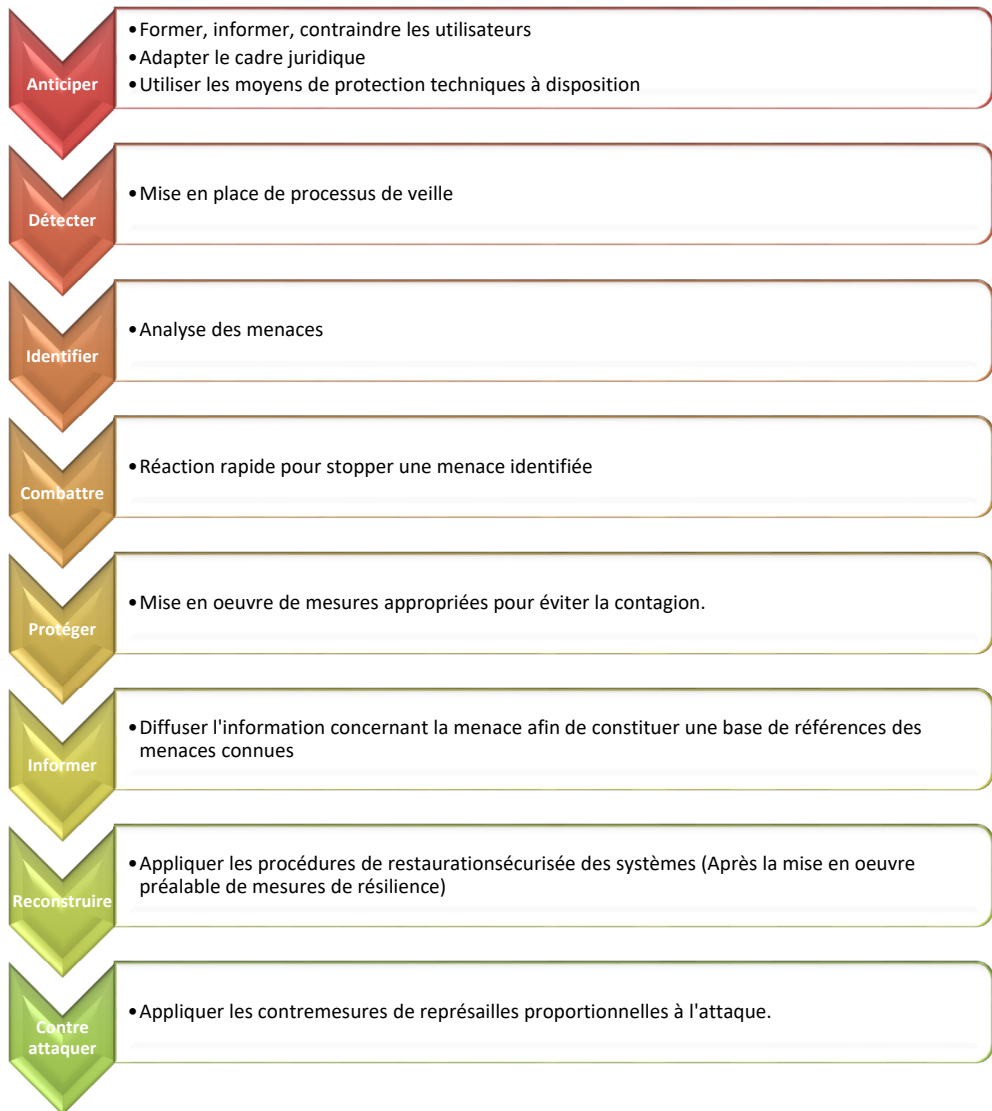 Anticiper
•Former, informer, contraindre les utilisateurs
•Adapter le cadre juridique
•Utiliser les moyens de protection techniques à disposition
Détecter
•Mise en place de processus de veille
Identifier
•Analyse des menaces
Combattre
•Réaction rapide pour stopper une menace identifiée
Protéger
•Mise en oeuvre de mesures appropriées pour éviter la contagion.
Informer
•Diffuser l'information concernant la menace afin de constituer une base de références des
menaces connues
Reconstruire
•Appliquer les procédures de restaurationsécurisée des systèmes (Après la mise en oeuvre
préalable de mesures de résilience)
Contre
attaquer
•Appliquer les contremesures de représailles proportionnelles à l'attaque.